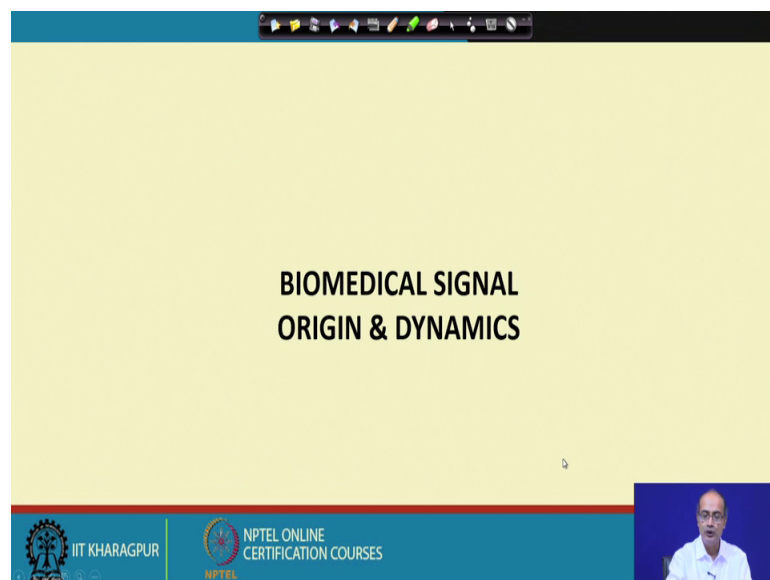 BIOMEDICAL SIGNAL
ORIGIN & DYNAMICS
IIT KHARAGPUR
NPTEL ONLINE
CERTIFICATION COURSES
NPTEL